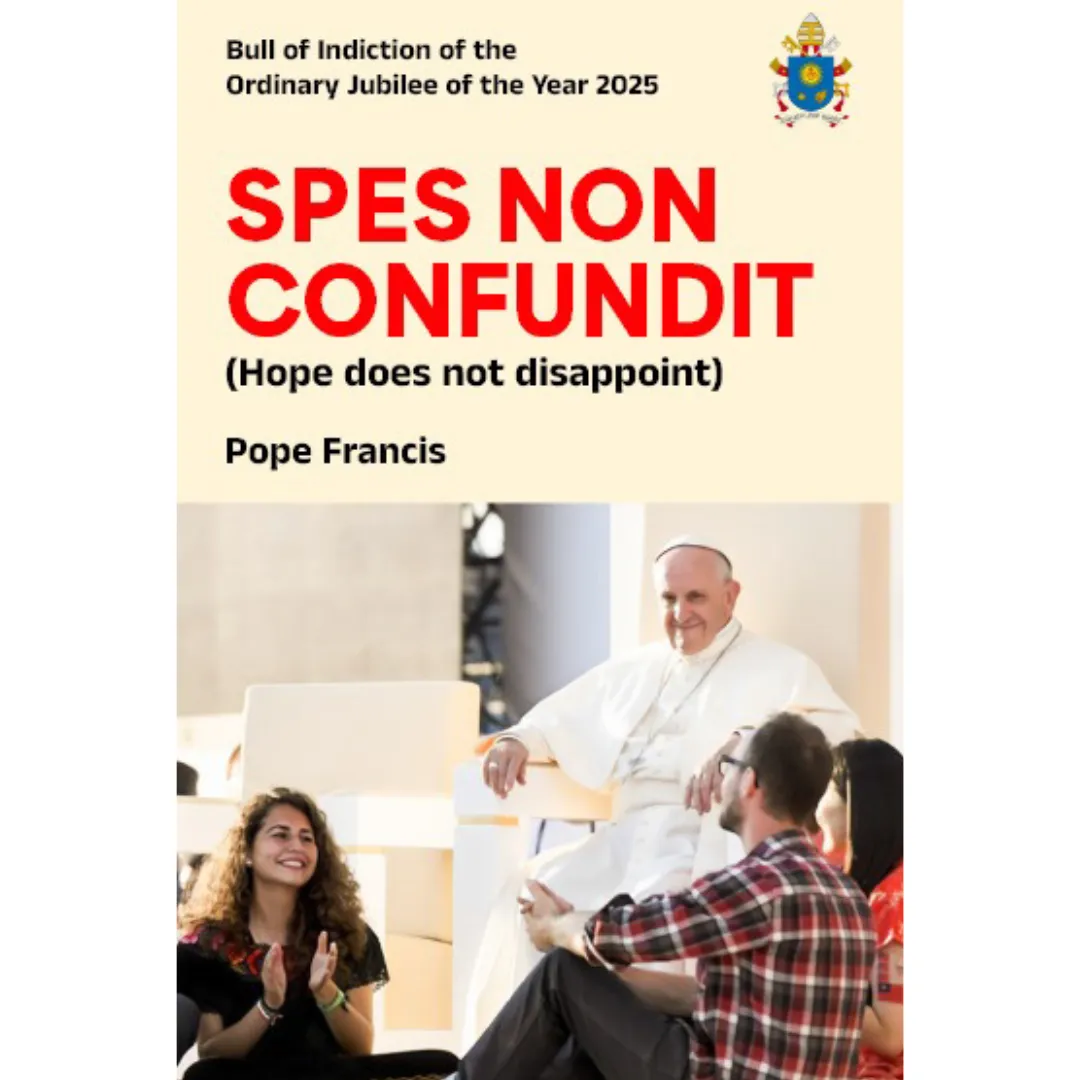 Bull of Indiction of the
Ordinary Jubilee of the Year 2025
SPES NON
CONFUNDIT
(Hope does not disappoint)
Pope Francis